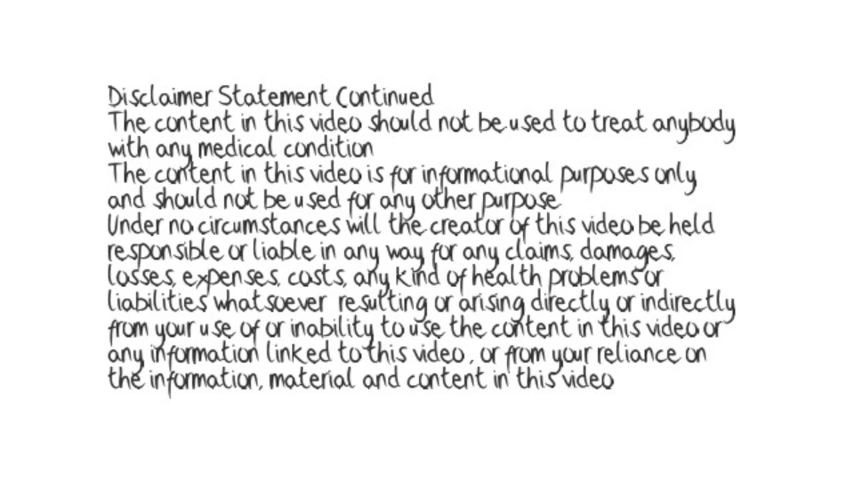 Disclaimer Statement Continued
The content in this video should not be used to treat anybody
with any medical condition
The content in this video is for informational purposes only
and should not be used for any other purpose
Under no circumstances will the creator of this video be held
responsible or liable in any way for any claims, damages,
losses, expenses, costs, any kind of health problems or
liabilities whatsoever resulting or arising directly or indirectly
from your use of or inability to use the content in this video or
any information linked to this video, or from your reliance on
the information, material and content in this video